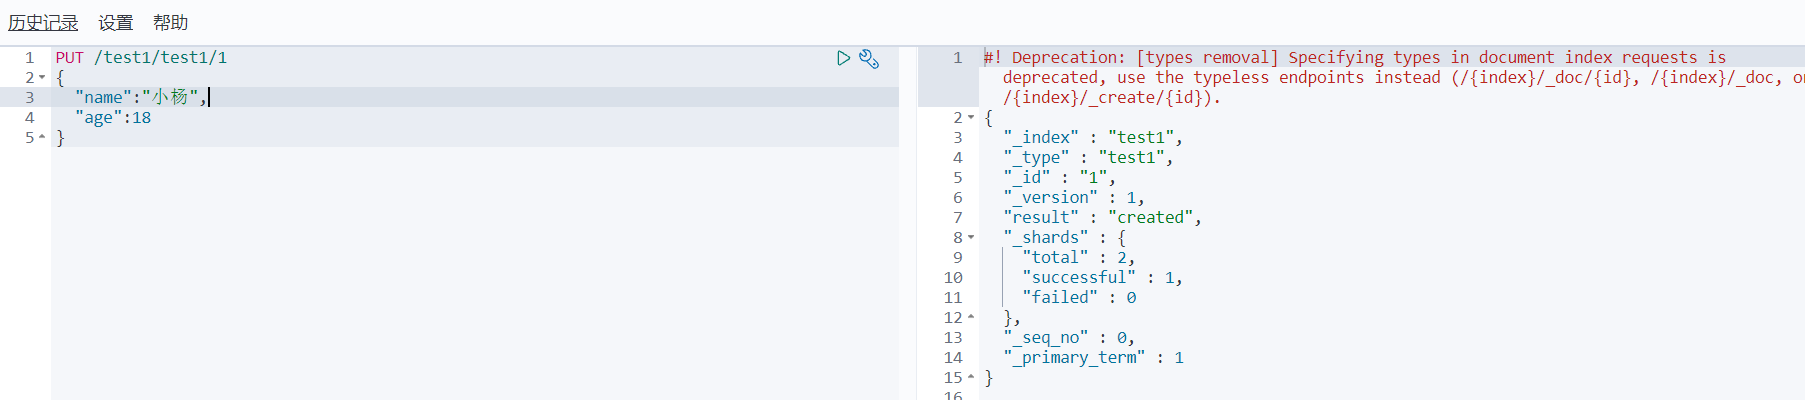 历史记录 设置 帮助
1 PUT /test1/test1/1
2 {
3 "name":"小杨",
4 "age":18
5 }
1 #! Deprecation: [types removal] Specifying types in document index requests is
deprecated, use the typeless endpoints instead (/{index}/_doc/{id}, /{index}/_doc, or
/{index}/_create/{id}).
2 {
3 "_index" : "test1",
4 "_type" : "test1",
5 "_id" : "1",
6 "_version" : 1,
7 "result" : "created",
8 "_shards" : {
9 "total" : 2,
10 "successful" : 1,
11 "failed" : 0
12 },
13 "_seq_no" : 0,
14 "_primary_term" : 1
15 }
16